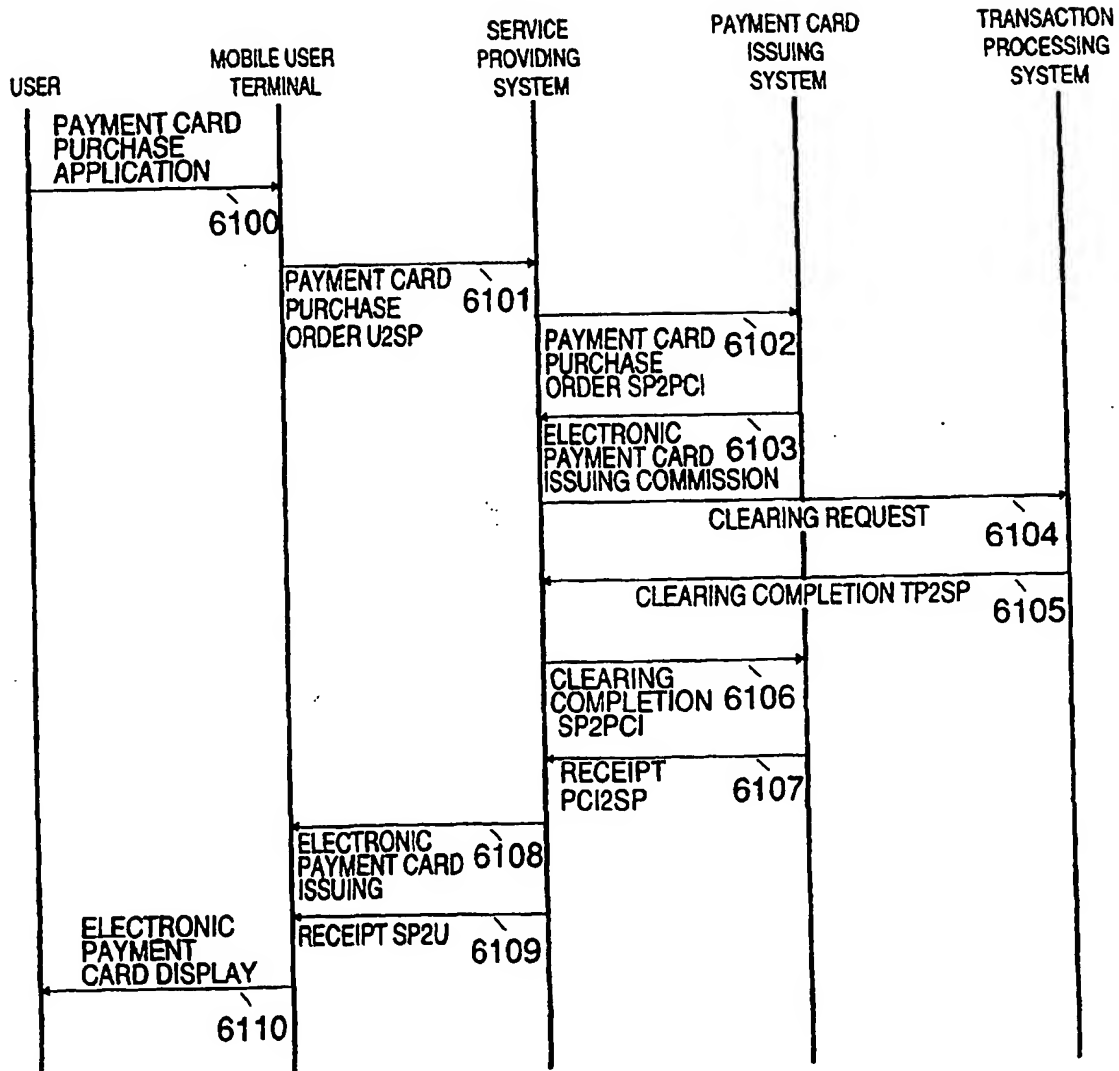 USER
MOBILE USER
TERMINAL
SERVICE
PROVIDING
SYSTEM
PAYMENT CARD
ISSUING
SYSTEM
TRANSACTION
PROCESSING
SYSTEM
PAYMENT CARD
PURCHASE
APPLICATION
6100
PAYMENT CARD
PURCHASE
ORDER U2SP
6101
PAYMENT CARD
PURCHASE
ORDER SP2PCI
6102
ELECTRONIC
PAYMENT CARD
ISSUING COMMISSION
6103
CLEARING REQUEST
6104
CLEARING COMPLETION TP2SP
6105
CLEARING
COMPLETION
SP2PCI
6106
RECEIPT
PCI2SP
6107
ELECTRONIC
PAYMENT CARD
ISSUING
6108
RECEIPT SP2U
6109
ELECTRONIC
PAYMENT
CARD DISPLAY
6110